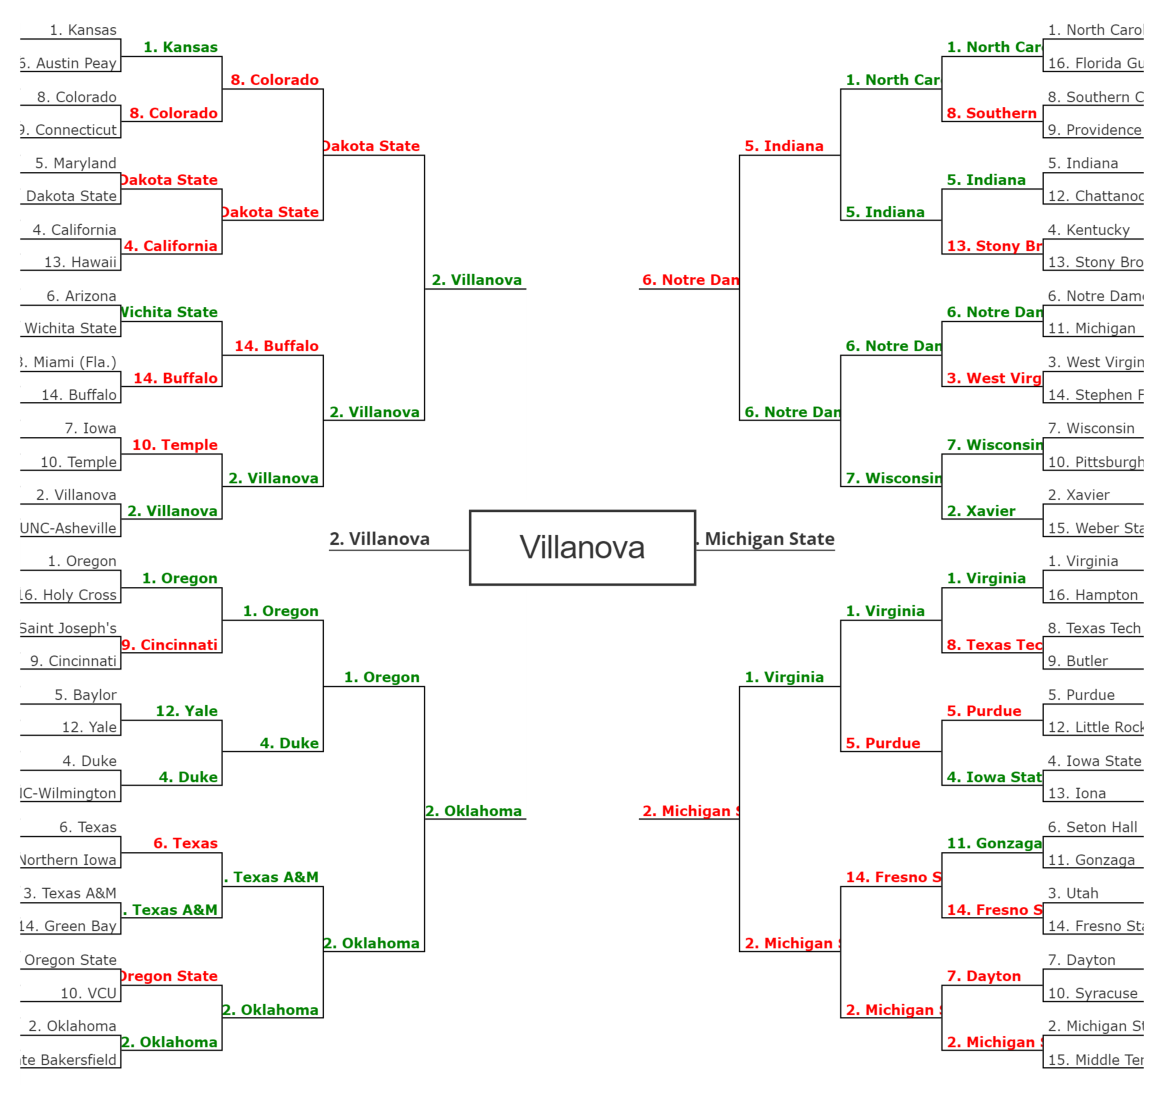 1. Kansas
6. Austin Peay
8. Colorado
9. Connecticut
5. Maryland
Dakota State
4. California
13. Hawaii
6. Arizona
Wichita State
3. Miami (Fla.)
14. Buffalo
7. Iowa
10. Temple
2. Villanova
UNC-Asheville
1. Oregon
16. Holy Cross
Saint Joseph's
9. Cincinnati
5. Baylor
12. Yale
4. Duke
NC-Wilmington
6. Texas
Northern Iowa
3. Texas A&M
14. Green Bay
Oregon State
10. VCU
2. Oklahoma
te Bakersfield
1. Kansas
8. Colorado
Dakota State
4. California
Wichita State
14. Buffalo
10. Temple
2. Villanova
1. Oregon
9. Cincinnati
12. Yale
4. Duke
6. Texas
. Texas A&M
Oregon State
2. Oklahoma
8. Colorado
Dakota State
14. Buffalo
2. Villanova
1. Oregon
4. Duke
. Texas A&M
2. Oklahoma
Dakota State
2. Villanova
1. Oregon
2. Oklahoma
2. Villanova
2. Oklahoma
2. Villanova
Villanova
. Michigan State
6. Notre Dam
2. Michigan S
5. Indiana
6. Notre Dam
1. Virginia
2. Michigan S
1. North Car
5. Indiana
6. Notre Dam
7. Wisconsin
1. Virginia
5. Purdue
14. Fresno S
2. Michigan S
1. North Car
8. Southern
5. Indiana
13. Stony Br
6. Notre Dam
3. West Virg
7. Wisconsin
2. Xavier
1. Virginia
8. Texas Tec
5. Purdue
4. Iowa Stat
11. Gonzaga
14. Fresno S
7. Dayton
2. Michigan S
1. North Carol
16. Florida Gu
8. Southern C
9. Providence
5. Indiana
12. Chattanoo
4. Kentucky
13. Stony Bro
6. Notre Dame
11. Michigan
3. West Virgin
14. Stephen F
7. Wisconsin
10. Pittsburgh
2. Xavier
15. Weber Sta
1. Virginia
16. Hampton
8. Texas Tech
9. Butler
5. Purdue
12. Little Rock
4. Iowa State
13. Iona
6. Seton Hall
11. Gonzaga
3. Utah
14. Fresno Sta
7. Dayton
10. Syracuse
2. Michigan St
15. Middle Ten